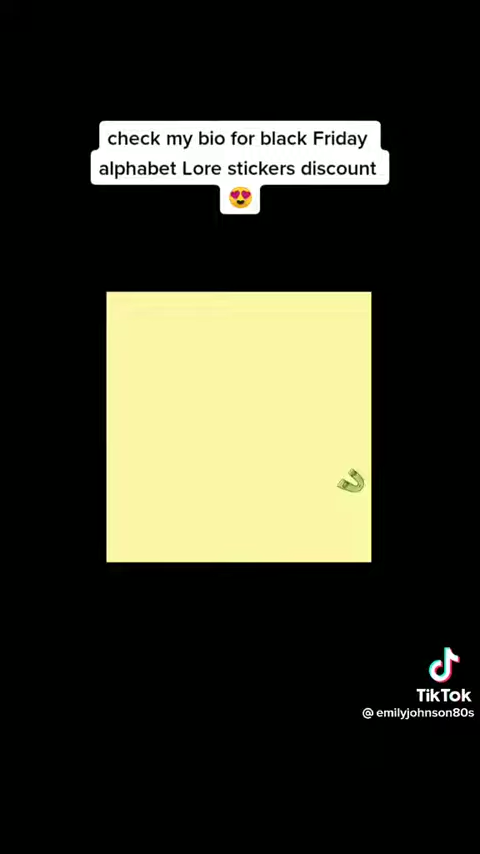 check my bio for black Friday
alphabet Lore stickers discount
😍
TikTok
@emilyjohnson80s